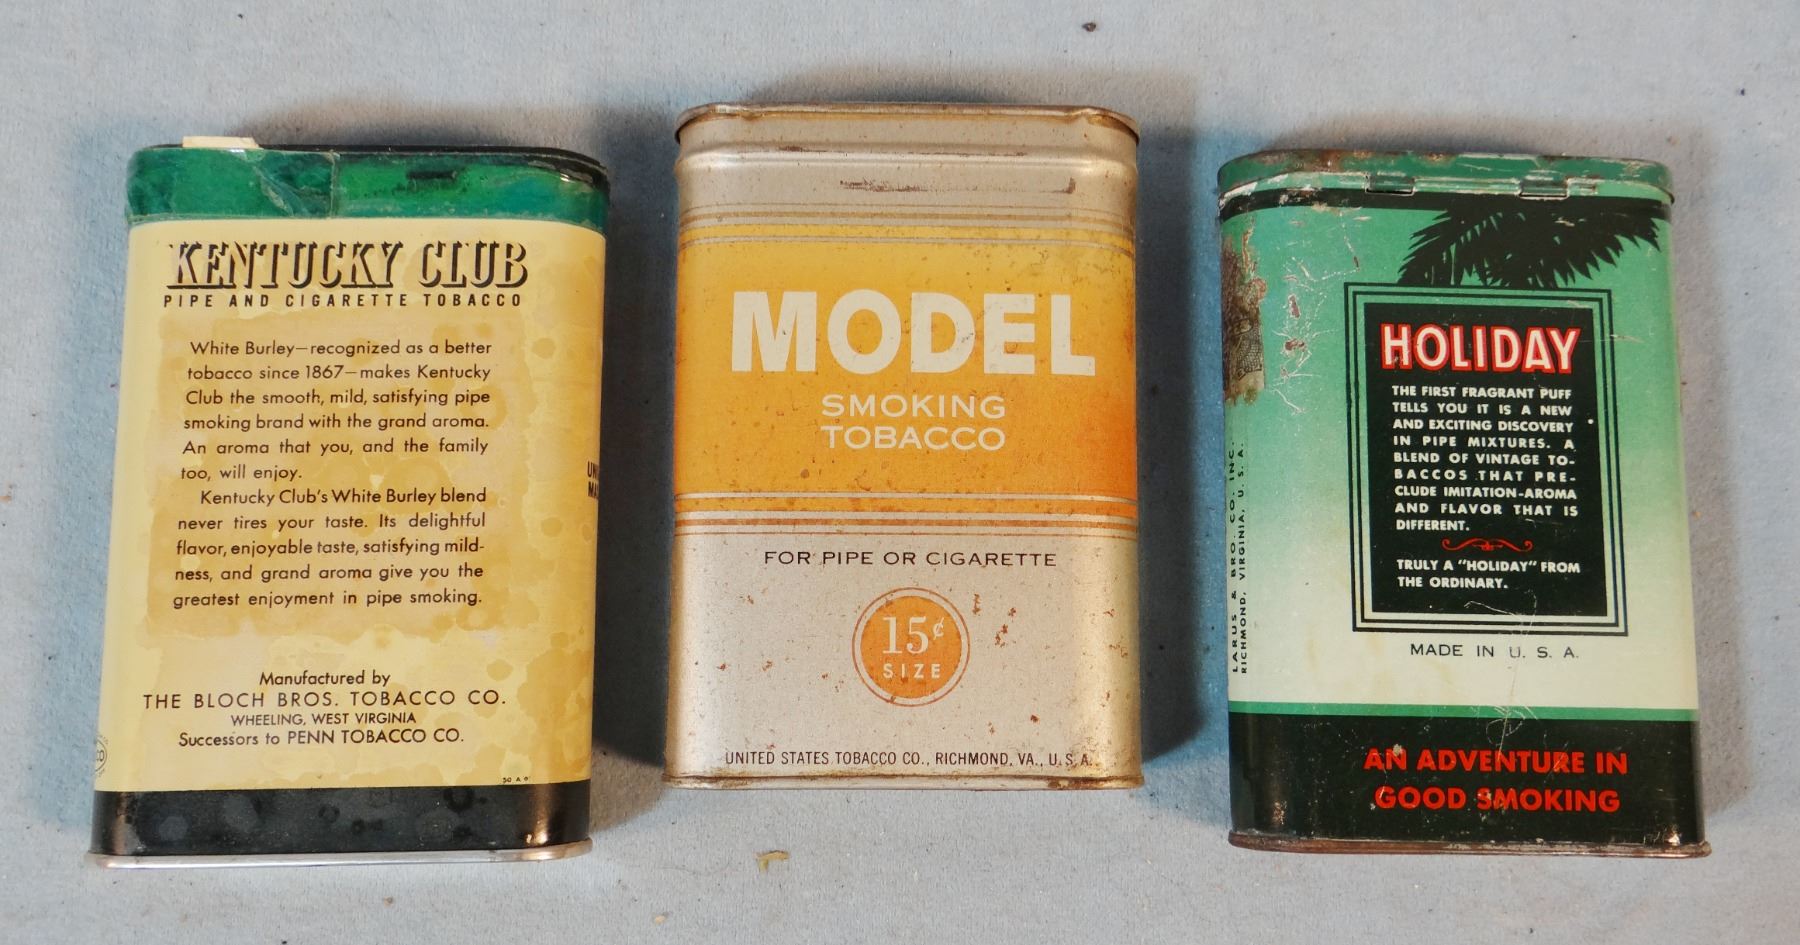 KENTUCKY CLUB
PIPE AND CIGARETTE TOBACCO
White Burley—recognized as a better
tobacco since 1867—makes Kentucky
Club the smooth, mild, satisfying pipe
smoking brand with the grand aroma.
An aroma that you, and the family
too, will enjoy.
Kentucky Club's White Burley blend
never tires your taste. Its delightful
flavor, enjoyable taste, satisfying mild-
ness, and grand aroma give you the
greatest enjoyment in pipe smoking.
Manufactured by
THE BLOCH BROS. TOBACCO CO.
WHEELING, WEST VIRGINIA
Successors to PENN TOBACCO CO.
MODEL
SMOKING
TOBACCO
FOR PIPE OR CIGARETTE
15¢
SIZE
UNITED STATES TOBACCO CO., RICHMOND, VA., U.S.A.
LARUS & BRO. CO. INC.
RICHMOND, VIRGINIA, U. S. A.
HOLIDAY
THE FIRST FRAGRANT PUFF
TELLS YOU IT IS A NEW
AND EXCITING DISCOVERY
IN PIPE MIXTURES. A
BLEND OF VINTAGE TO-
BACCOS THAT PRE-
CLUDE IMITATION-AROMA
AND FLAVOR THAT IS
DIFFERENT.
TRULY A "HOLIDAY" FROM
THE ORDINARY.
MADE IN U. S. A.
AN ADVENTURE IN
GOOD SMOKING